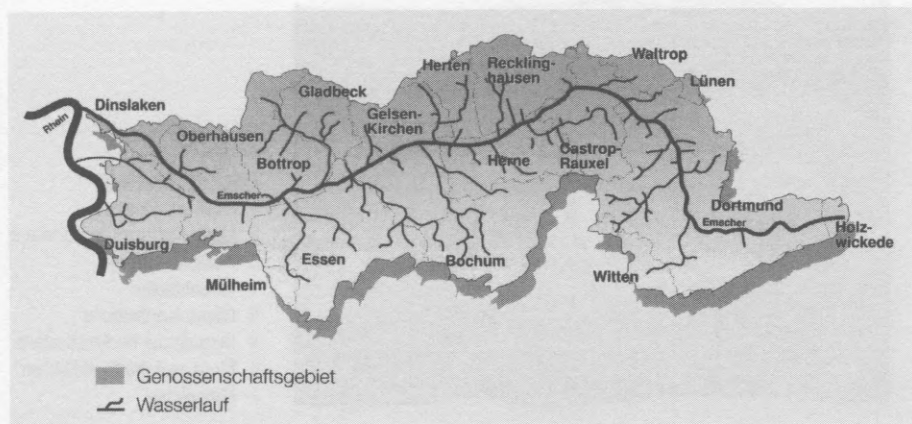 Waltrop
Herten
Reckling-
hausen
Lünen
Gladbeck
Dinslaken
Gelsen-
Kirchen
Rhein
Oberhausen
Castrop-
Rauxel
Bottrop
Herne
Emscher
Dortmund
Emscher
Holz-
wickede
Duisburg
Essen
Bochum
Witten
Mülheim
Genossenschaftsgebiet
Wasserlauf